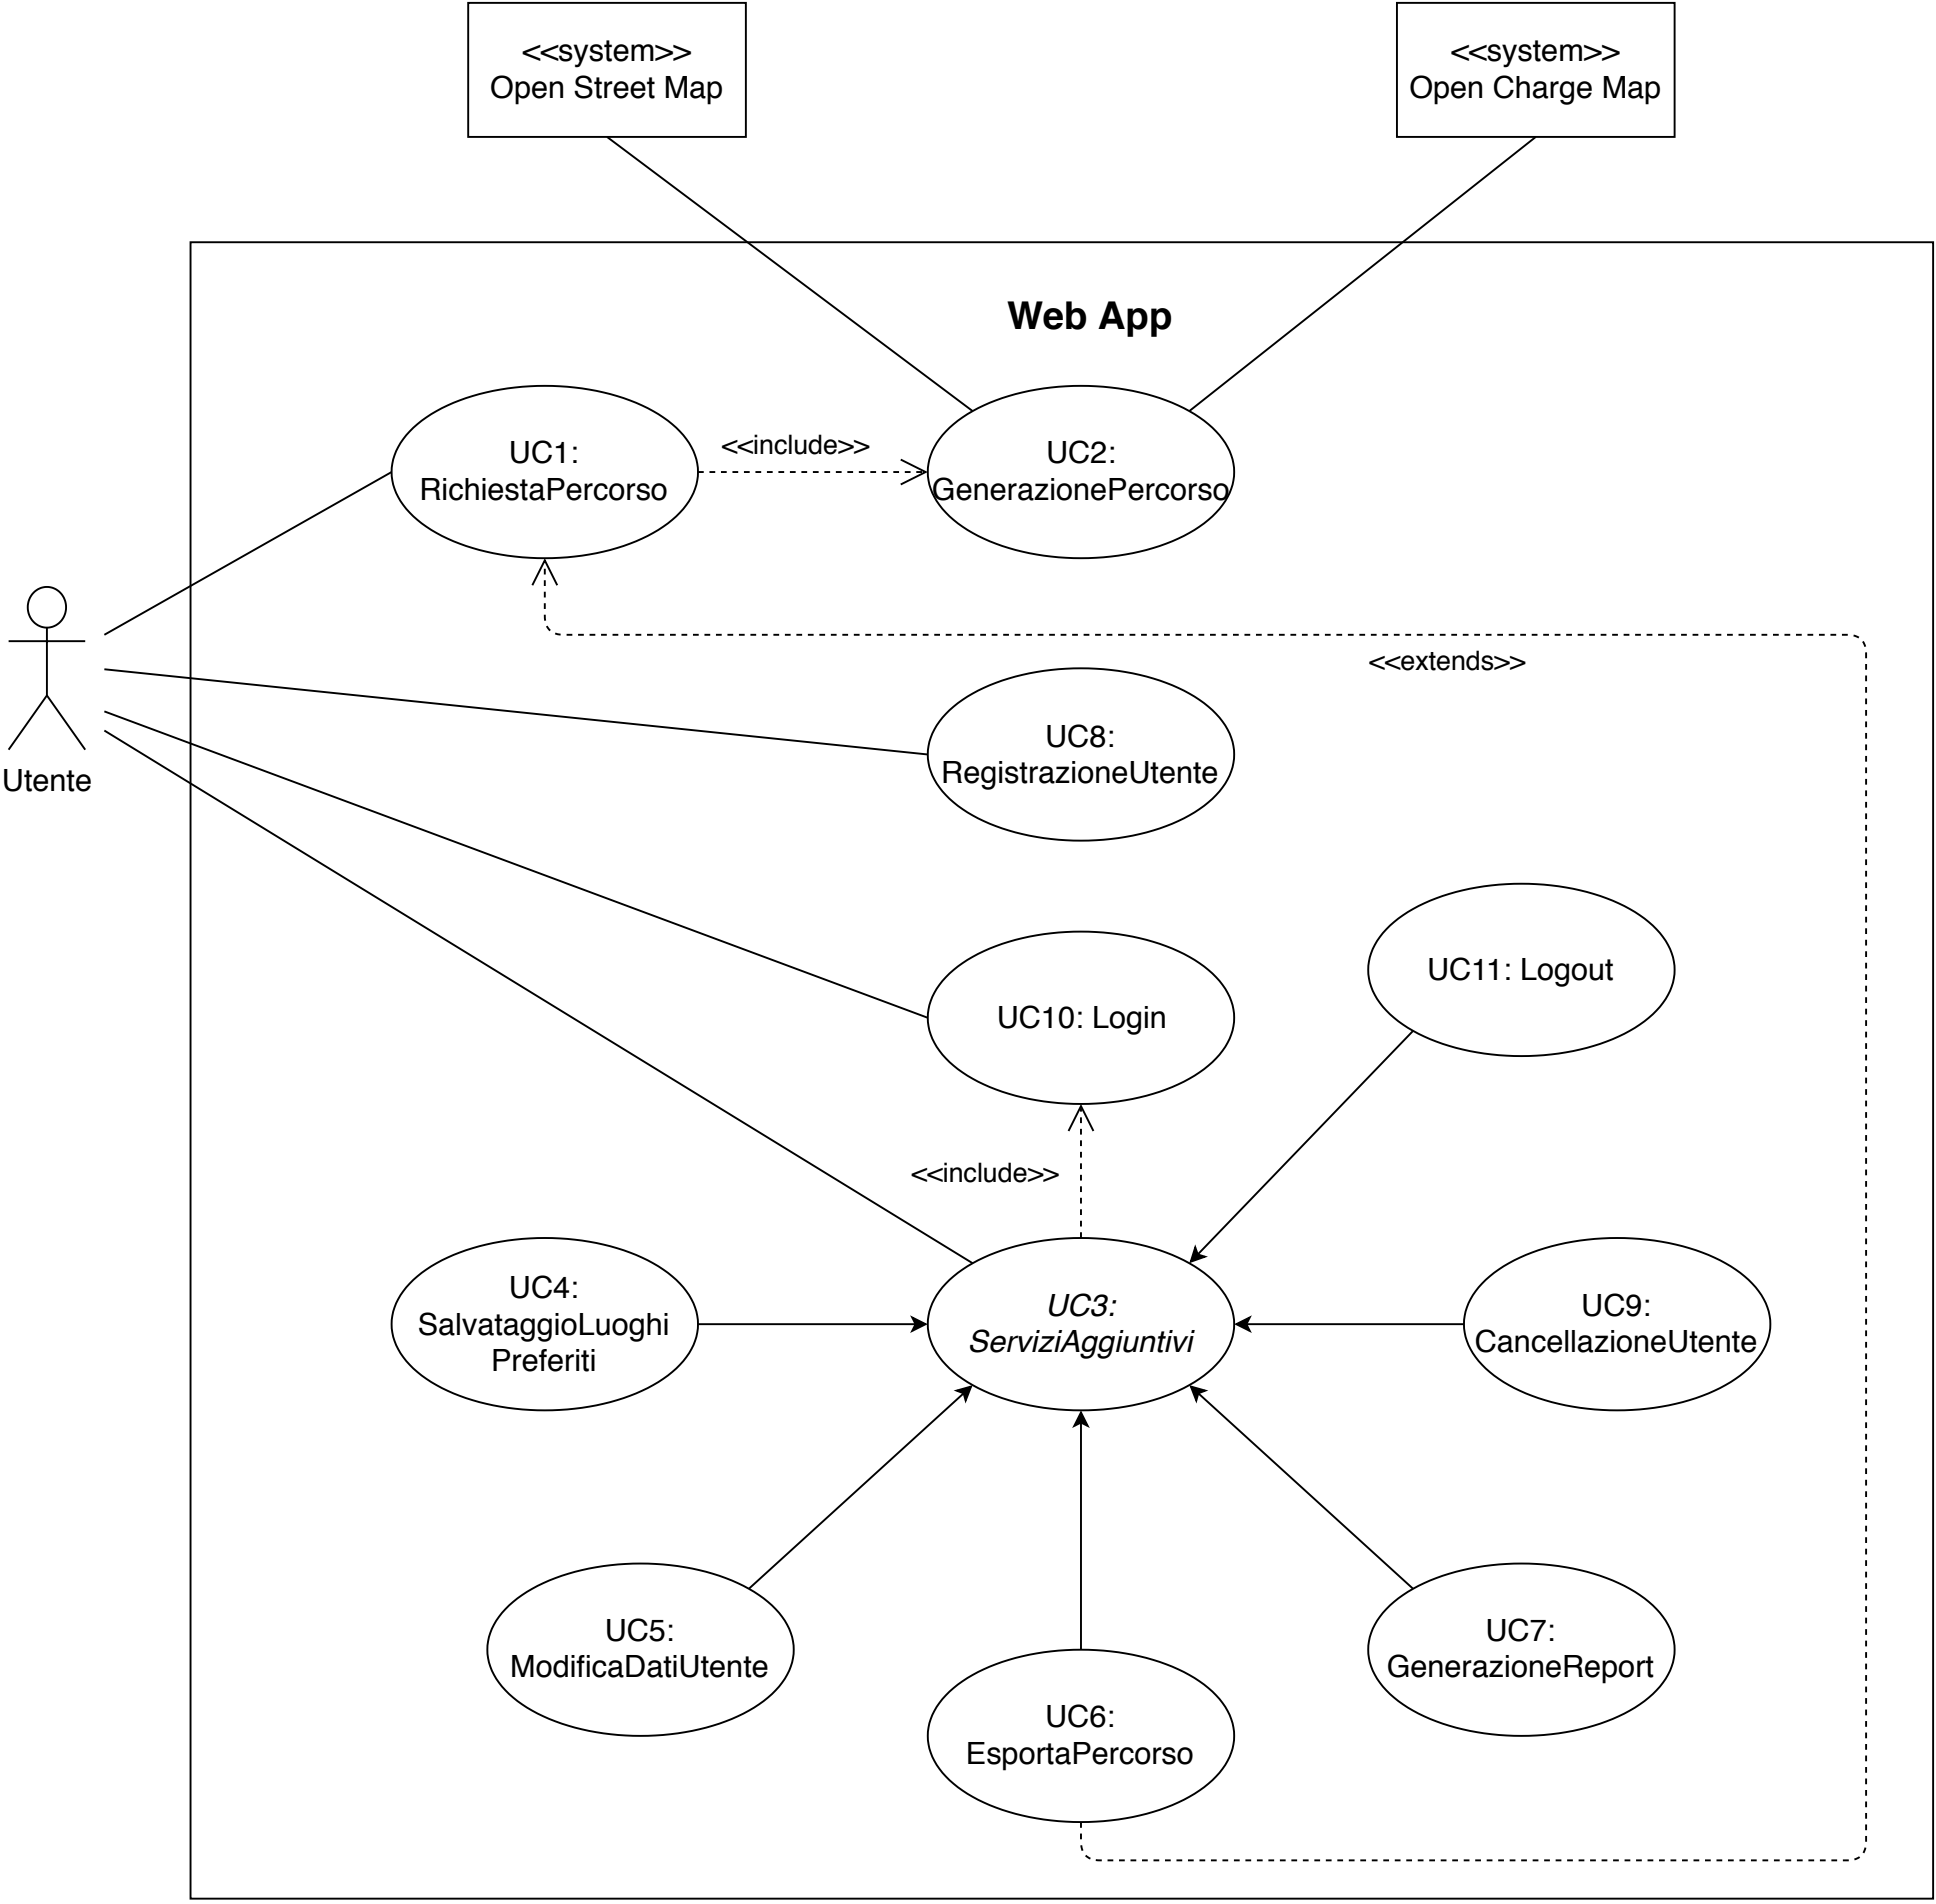 <<system>>
Open Street Map
<<system>>
Open Charge Map
Web App
UC1:
RichiestaPercorso
<<include>>
UC2:
GenerazionePercorso
<<extends>>
Utente
UC8:
RegistrazioneUtente
UC11: Logout
UC10: Login
<<include>>
UC4:
SalvataggioLuoghi
Preferiti
UC3:
ServiziAggiuntivi
UC9:
CancellazioneUtente
UC5:
ModificaDatiUtente
UC6:
EsportaPercorso
UC7:
GenerazioneReport